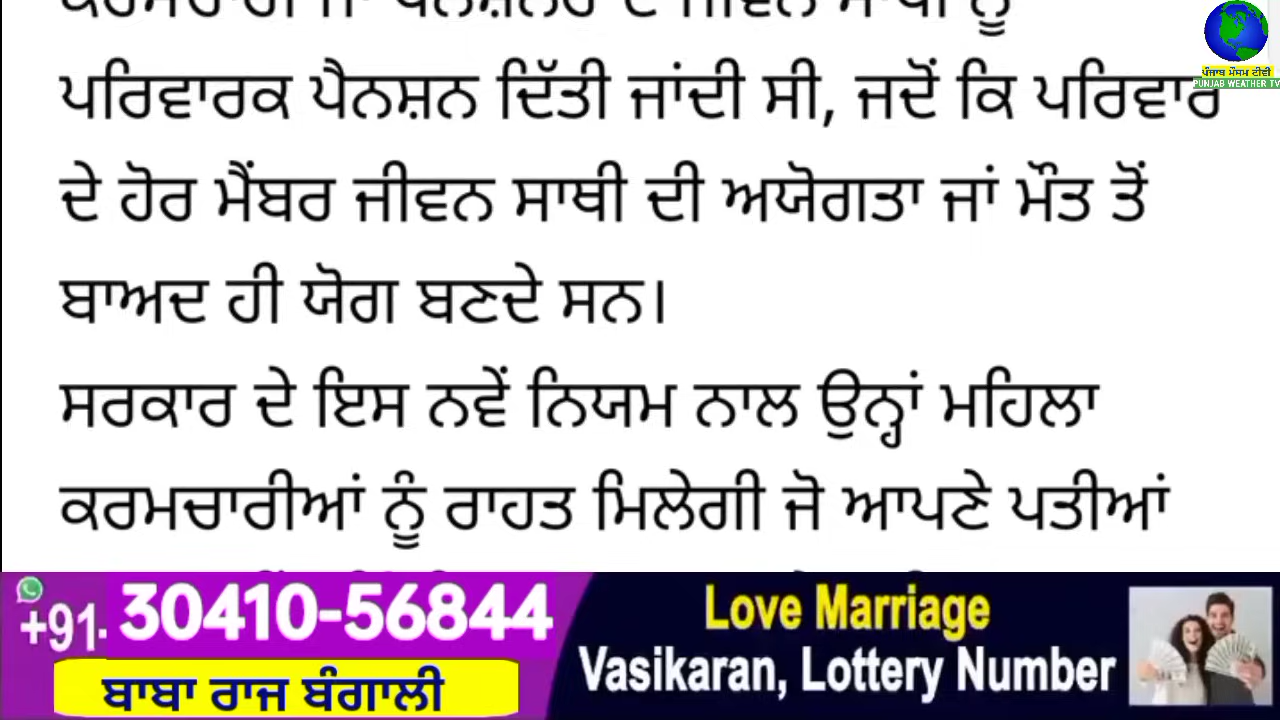 ਪਰਿਵਾਰਕ ਪੈਨਸ਼ਨ ਦਿੱਤੀ ਜਾਂਦੀ ਸੀ, ਜਦੋਂ ਕਿ ਪਰਿਵਾਰ
ਦੇ ਹੋਰ ਮੈਂਬਰ ਜੀਵਨ ਸਾਥੀ ਦੀ ਅਯੋਗਤਾ ਜਾਂ ਮੌਤ ਤੋਂ
ਬਾਅਦ ਹੀ ਯੋਗ ਬਣਦੇ ਸਨ।
ਸਰਕਾਰ ਦੇ ਇਸ ਨਵੇਂ ਨਿਯਮ ਨਾਲ ਉਨ੍ਹਾਂ ਮਹਿਲਾ
ਕਰਮਚਾਰੀਆਂ ਨੂੰ ਰਾਹਤ ਮਿਲੇਗੀ ਜੋ ਆਪਣੇ ਪਤੀਆਂ
ਪੰਜਾਬ ਮੌਸਮ ਟੀਵੀ
PUNJAB WEATHER TV
+91- 30410-56844
ਬਾਬਾ ਰਾਜ ਬੰਗਾਲੀ
Love Marriage
Vasikaran, Lottery Number